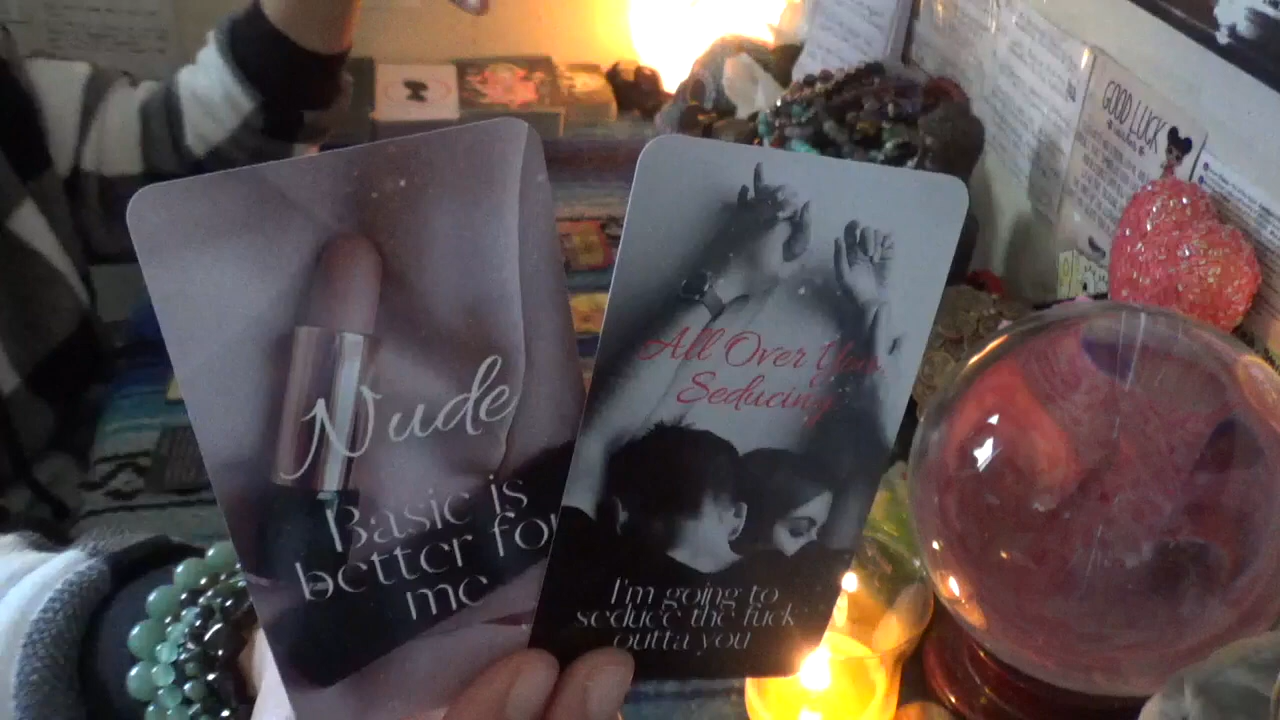 Nude
Basic is
better for
me
All Over You
Seducing
I'm going to
seduce the fuck
outta you
GOOD LUCK